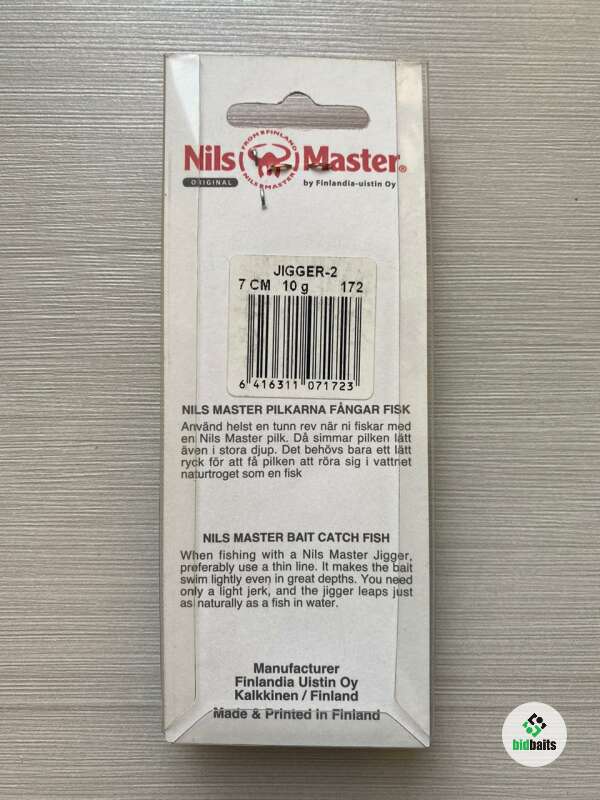 FROM FINLAND
Nils Master®
NILSMASTER
ORIGINAL
by Finlandia-uistin Oy
JIGGER-2
7 CM 10 g 172
6 416311 071723
NILS MASTER PILKARNA FÅNGAR FISK
Använd helst en tunn rev när ni fiskar med
en Nils Master pilk. Då simmar pilken lätt
även i stora djup. Det behövs bara ett lätt
ryck för att få pilken att röra sig i vattnet
naturtroget som en fisk
NILS MASTER BAIT CATCH FISH
When fishing with a Nils Master Jigger,
preferably use a thin line. It makes the bait
swim lightly even in great depths. You need
only a light jerk, and the jigger leaps just
as naturally as a fish in water.
Manufacturer
Finlandia Uistin Oy
Kalkkinen / Finland
Made & Printed in Finland
bidbaits